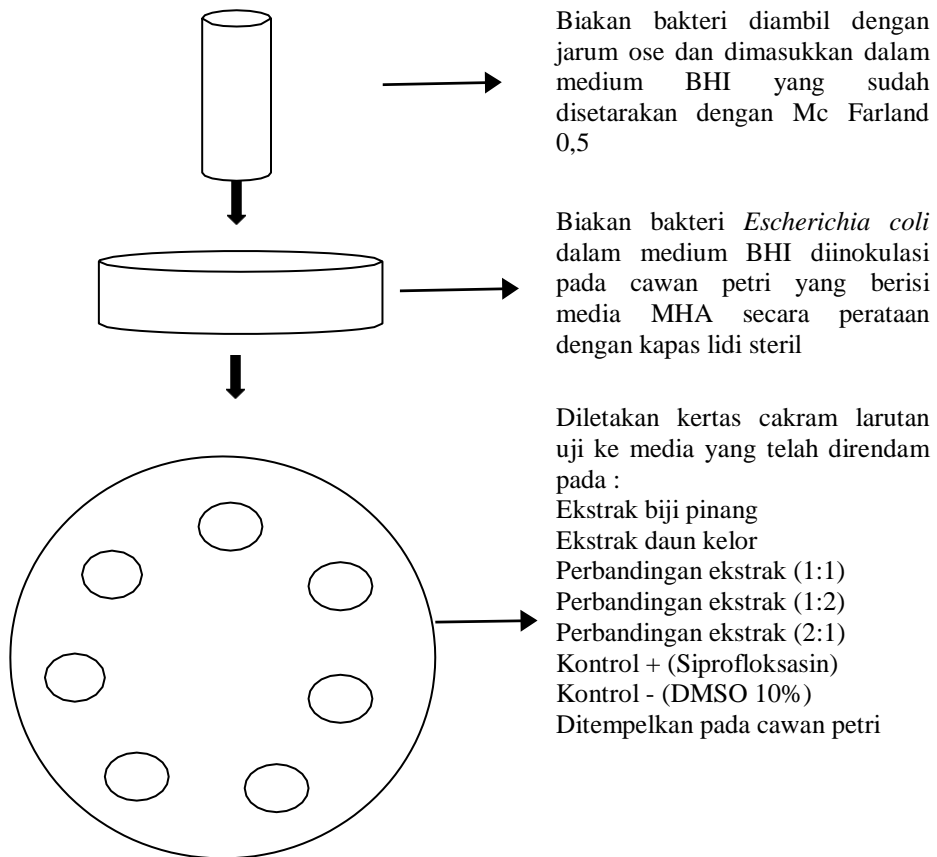 Biakan bakteri diambil dengan
jarum ose dan dimasukkan dalam
medium BHI yang sudah
disetarakan dengan Mc Farland
0,5
Biakan bakteri Escherichia coli
dalam medium BHI diinokulasi
pada cawan petri yang berisi
media MHA secara perataan
dengan kapas lidi steril
Diletakan kertas cakram larutan
uji ke media yang telah direndam
pada :
Ekstrak biji pinang
Ekstrak daun kelor
Perbandingan ekstrak (1:1)
Perbandingan ekstrak (1:2)
Perbandingan ekstrak (2:1)
Kontrol + (Siprofloksasin)
Kontrol - (DMSO 10%)
Ditempelkan pada cawan petri